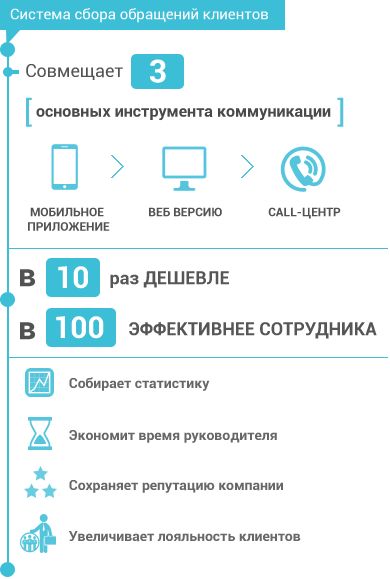 Система сбора обращений клиентов
Совмещает 3
[ основных инструмента коммуникации ]
МОБИЛЬНОЕ
ПРИЛОЖЕНИЕ
ВЕБ ВЕРСИЮ
CALL-ЦЕНТР
в 10 раз ДЕШЕВЛЕ
в 100 ЭФФЕКТИВНЕЕ СОТРУДНИКА
Собирает статистику
Экономит время руководителя
Сохраняет репутацию компании
Увеличивает лояльность клиентов